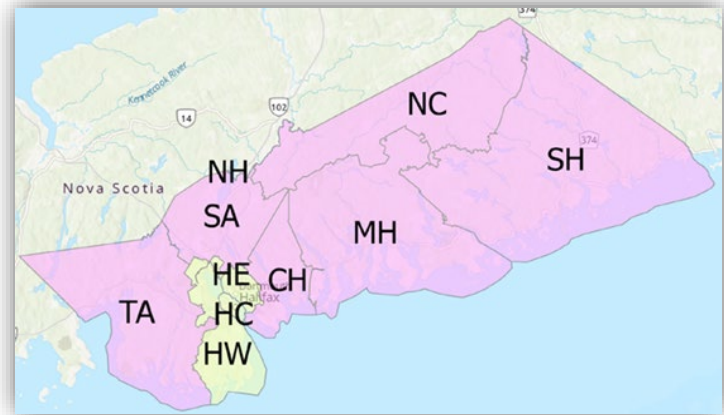 374
NC
Kennetcook River
102
14
374
SH
NH
Nova Scotia
SA
MH
HE
CH
Halifax
TA
HC
HW